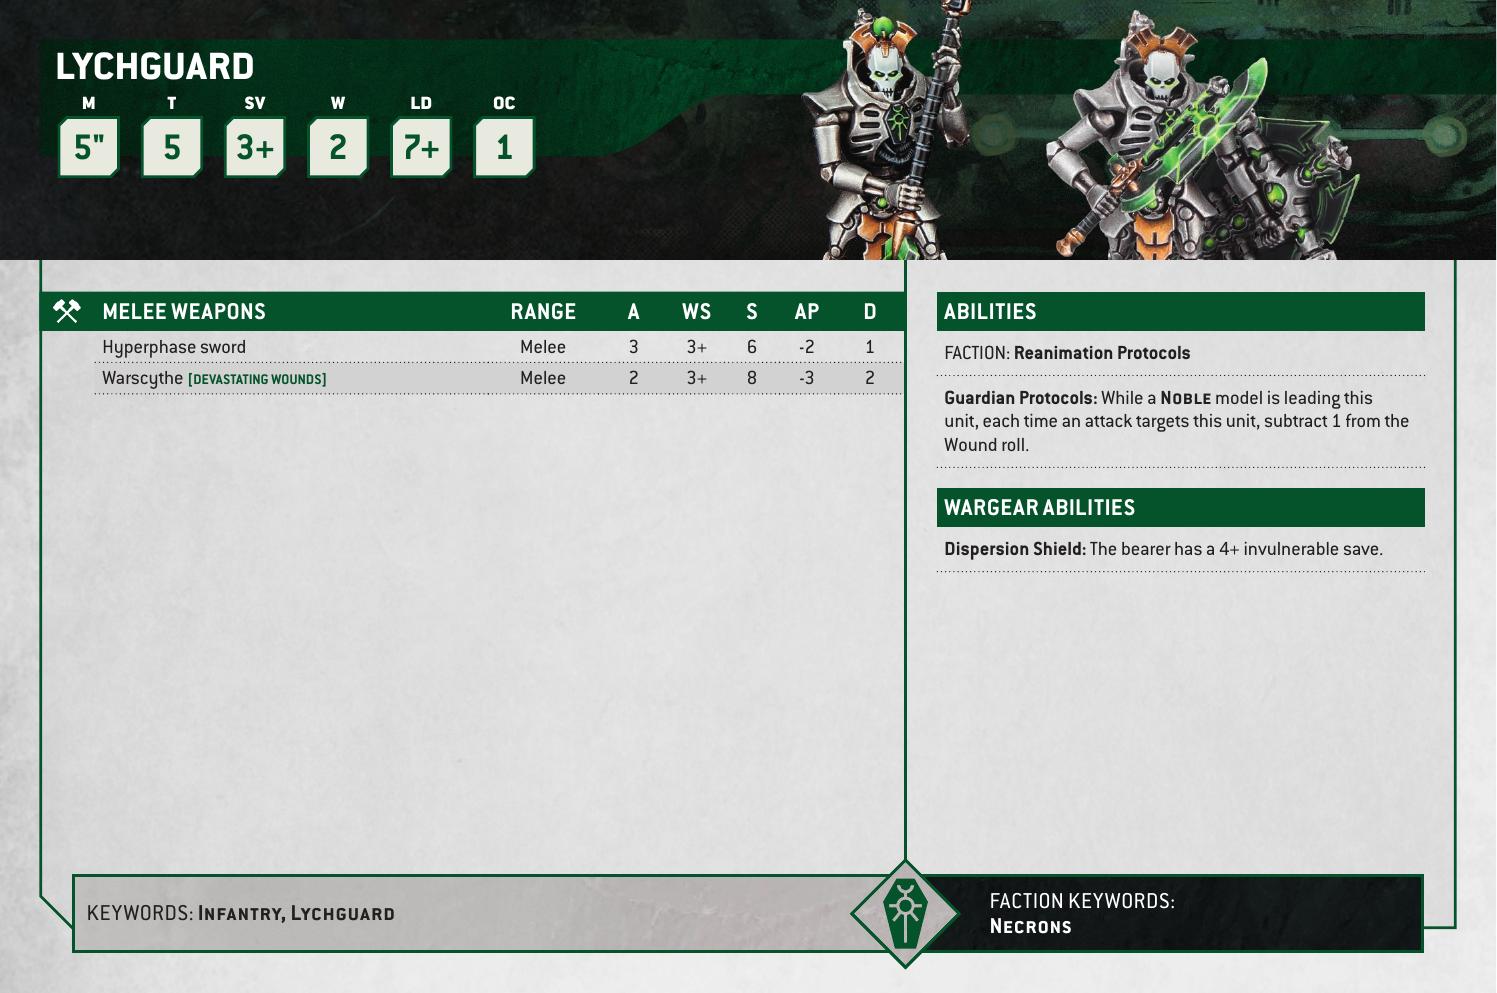 LYCHGUARD
M T SV W LD OC
5" 5 3+ 2 7+ 1
MELEE WEAPONS RANGE A WS S AP D
Hyperphase sword Melee 3 3+ 6 -2 1
Warscythe [DEVASTATING WOUNDS] Melee 2 3+ 8 -3 2
ABILITIES
FACTION: Reanimation Protocols
Guardian Protocols: While a NOBLE model is leading this
unit, each time an attack targets this unit, subtract 1 from the
Wound roll.
WARGEAR ABILITIES
Dispersion Shield: The bearer has a 4+ invulnerable save.
KEYWORDS: INFANTRY, LYCHGUARD
FACTION KEYWORDS:
NECRONS